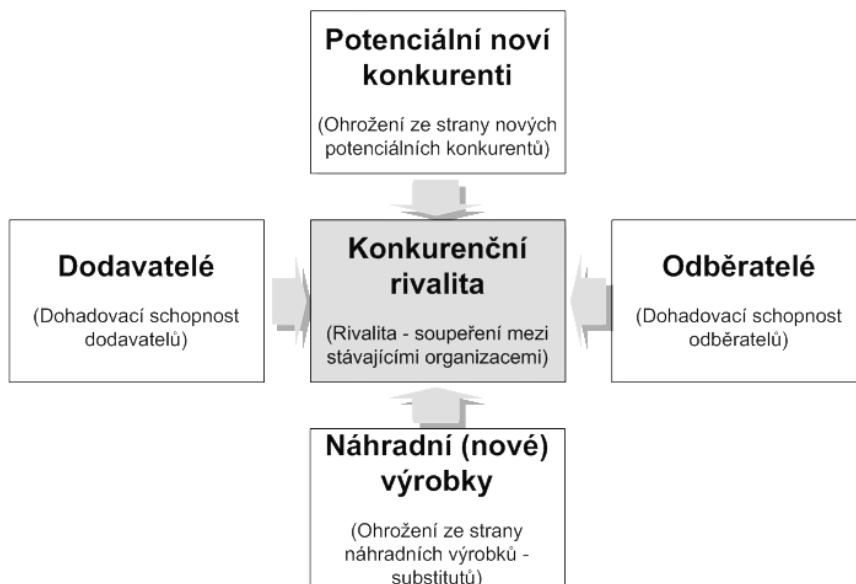 Potenciální noví
konkurenti
(Ohrožení ze strany nových
potenciálních konkurentů)
Dodavatelé
(Dohadovací schopnost
dodavatelů)
Konkurenční
rivalita
(Rivalita - soupeření mezi
stávajícími organizacemi)
Odběratelé
(Dohadovací schopnost
odběratelů)
Náhradní (nové)
výrobky
(Ohrožení ze strany
náhradních výrobků -
substitutů)